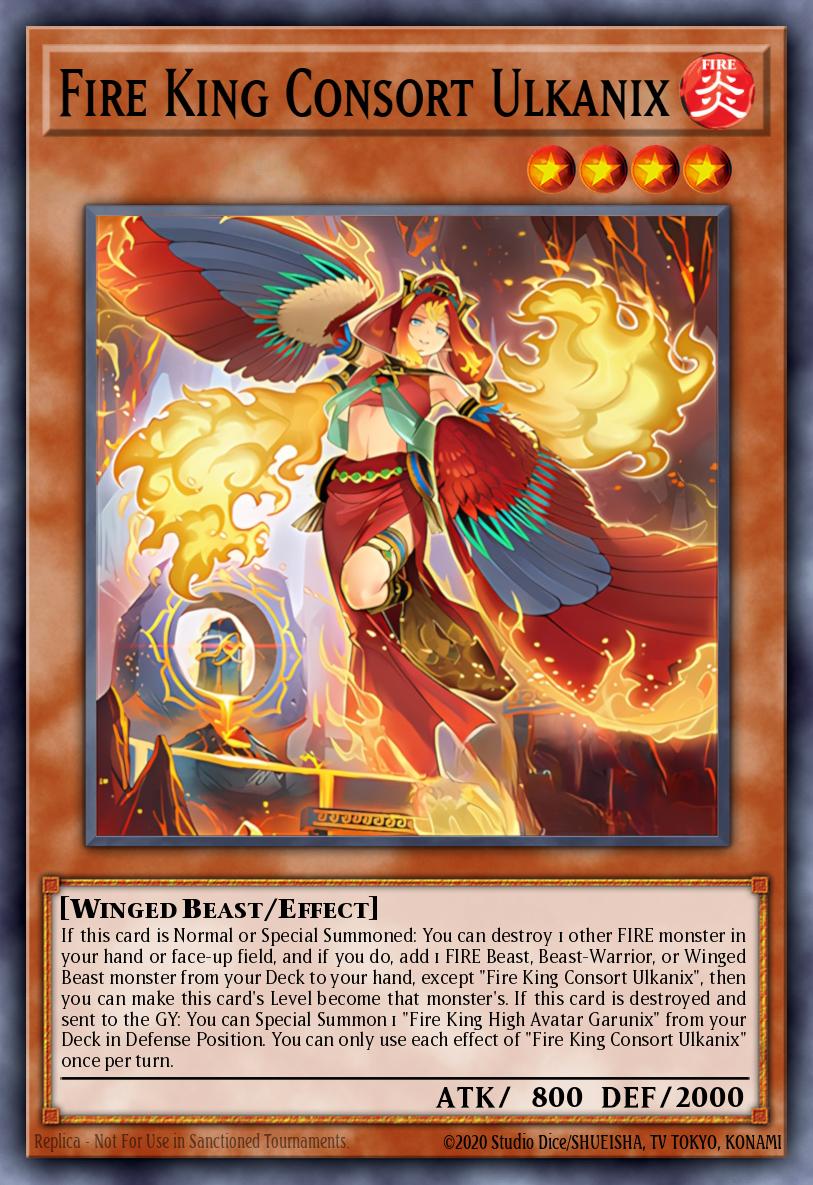 Fire King Consort Ulkanix
FIRE
炎
[Winged Beast/Effect]
If this card is Normal or Special Summoned: You can destroy 1 other FIRE monster in
your hand or face-up field, and if you do, add 1 FIRE Beast, Beast-Warrior, or Winged
Beast monster from your Deck to your hand, except "Fire King Consort Ulkanix", then
you can make this card's Level become that monster's. If this card is destroyed and
sent to the GY: You can Special Summon 1 "Fire King High Avatar Garunix" from your
Deck in Defense Position. You can only use each effect of "Fire King Consort Ulkanix"
once per turn.
ATK/ 800 DEF/2000
Replica - Not For Use in Sanctioned Tournaments.
©2020 Studio Dice/SHUEISHA, TV TOKYO, KONAMI